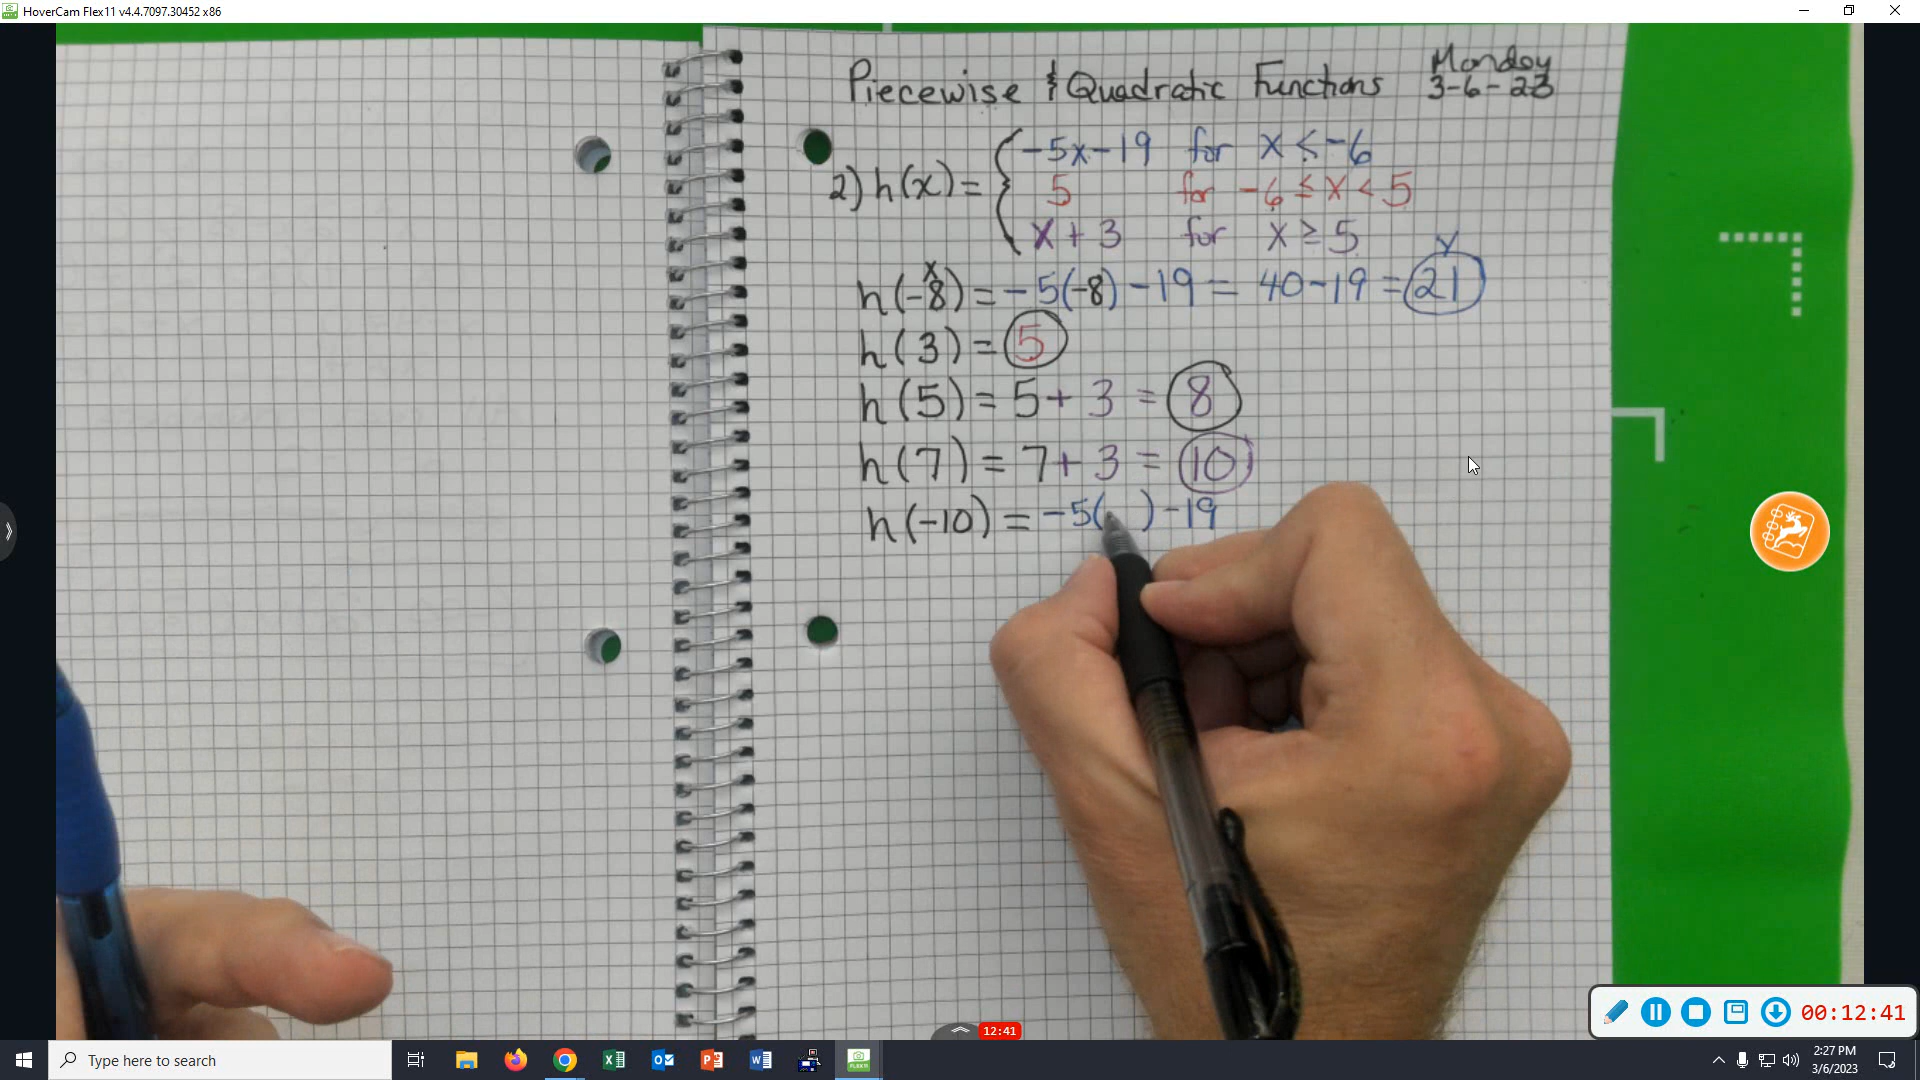 HoverCam Flex11 v4.4.7097.30452 x86
Piecewise & Quadratic Functions
Monday
3-6-23
2) h(x) = { -5x-19 for x < -6
5 for -6 ≤ x < 5
x + 3 for x ≥ 5
x
y
h(-8) = -5(-8) -19 = 40-19 = 21
h(3) = 5
h(5) = 5+ 3 = 8
h(7) = 7+ 3 = 10
h(-10) = -5( ) -19
00:12:41
12:41
Type here to search
2:27 PM
3/6/2023